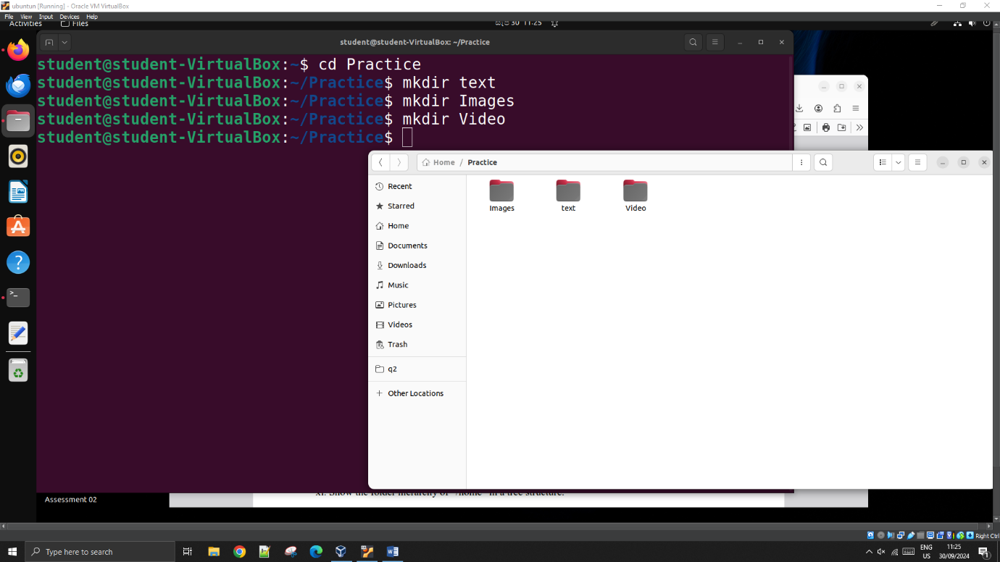 ubuntun [Running] - Oracle VM VirtualBox
File View Input Devices Help
Activities Files
සැප් 30 11:25
student@student-VirtualBox: ~/Practice
student@student-VirtualBox:~$ cd Practice
student@student-VirtualBox:~/Practice$ mkdir text
student@student-VirtualBox:~/Practice$ mkdir Images
student@student-VirtualBox:~/Practice$ mkdir Video
student@student-VirtualBox:~/Practice$
Home / Practice
Recent
Starred
Home
Documents
Downloads
Music
Pictures
Videos
Trash
q2
+ Other Locations
Images text Video
Assessment 02
xi. Show the folder hierarchy of "/home" in a tree structure.
Right Ctrl
Type here to search
ENG
US
11:25
30/09/2024
1